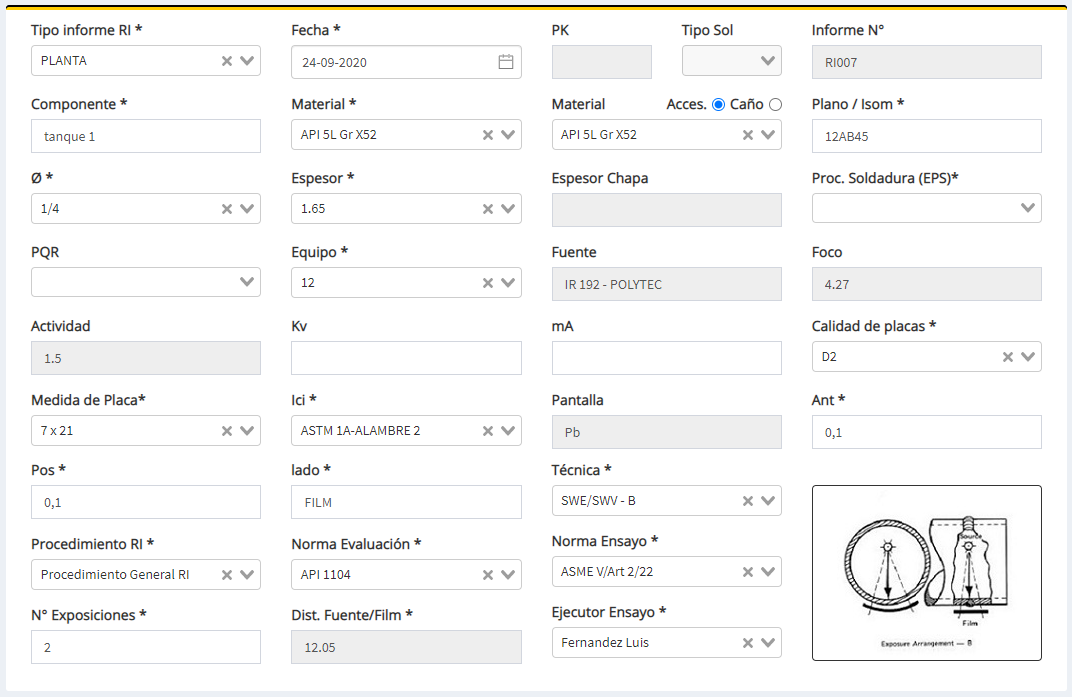 Tipo informe RI *
PLANTA
Fecha *
24-09-2020
PK
Tipo Sol
Informe N°
RI007
Componente *
tanque 1
Material *
API 5L Gr X52
Material Acces. Caño
API 5L Gr X52
Plano / Isom *
12AB45
Ø *
1/4
Espesor *
1.65
Espesor Chapa
Proc. Soldadura (EPS)*
PQR
Equipo *
12
Fuente
IR 192 - POLYTEC
Foco
4.27
Actividad
1.5
Kv
mA
Calidad de placas *
D2
Medida de Placa*
7 x 21
Ici *
ASTM 1A-ALAMBRE 2
Pantalla
Pb
Ant *
0,1
Pos *
0,1
lado *
FILM
Técnica *
SWE/SWV - B
Procedimiento RI *
Procedimiento General RI
Norma Evaluación *
API 1104
Norma Ensayo *
ASME V/Art 2/22
N° Exposiciones *
2
Dist. Fuente/Film *
12.05
Ejecutor Ensayo *
Fernandez Luis
Source
Film
Exposure Arrangement — B